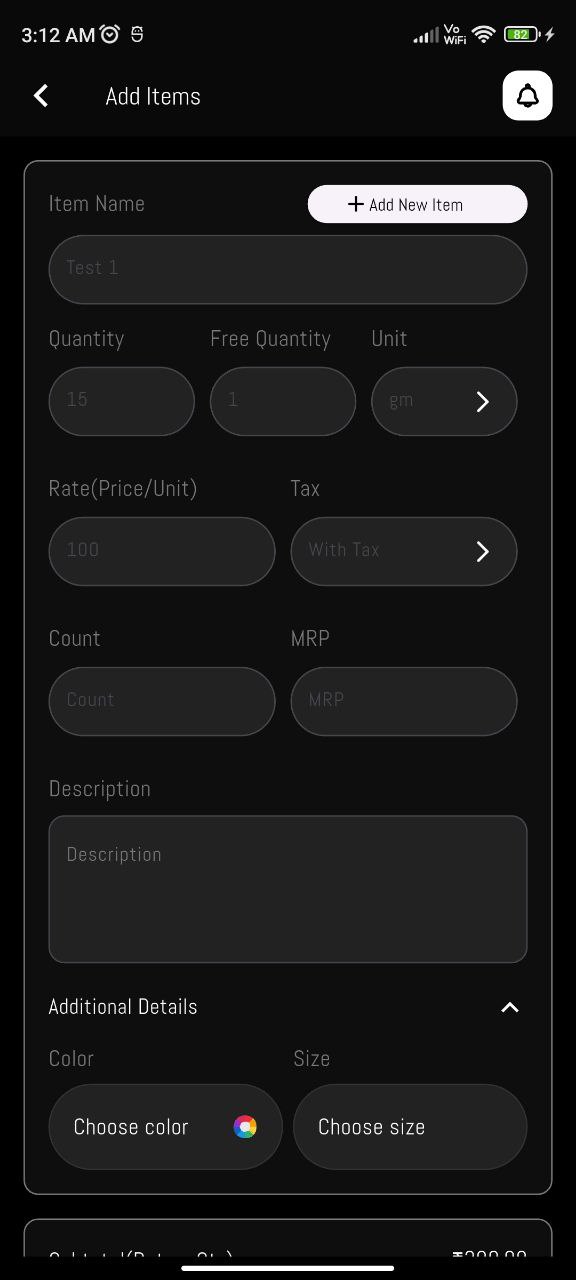 3:12 AM
Vo
WiFi
82
Add Items
Item Name
Add New Item
Test 1
Quantity Free Quantity Unit
15 1 gm
Rate(Price/Unit) Tax
100 With Tax
Count MRP
Count MRP
Description
Description
Additional Details
Color Size
Choose color Choose size